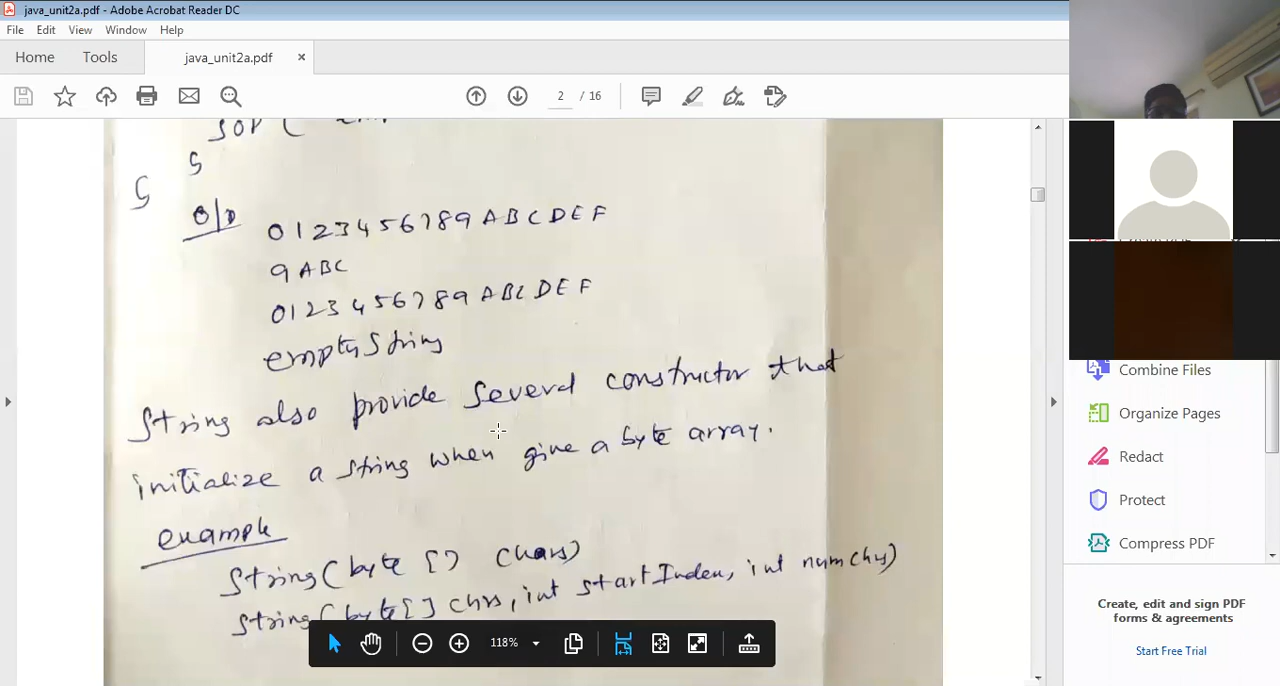 java_unit2a.pdf - Adobe Acrobat Reader DC
File Edit View Window Help
Home Tools java_unit2a.pdf ×
2 / 16
SOP (
O/P
0123456789ABCDEF
9ABC
0123456789ABCDEF
emptyString
String also provide several constructor that
initialize a string when give a byte array.
example
String(byte [] chars)
String(byte[] chrs, int startIndex, int numchrs)
118%
Combine Files
Organize Pages
Redact
Protect
Compress PDF
Create, edit and sign PDF
forms & agreements
Start Free Trial